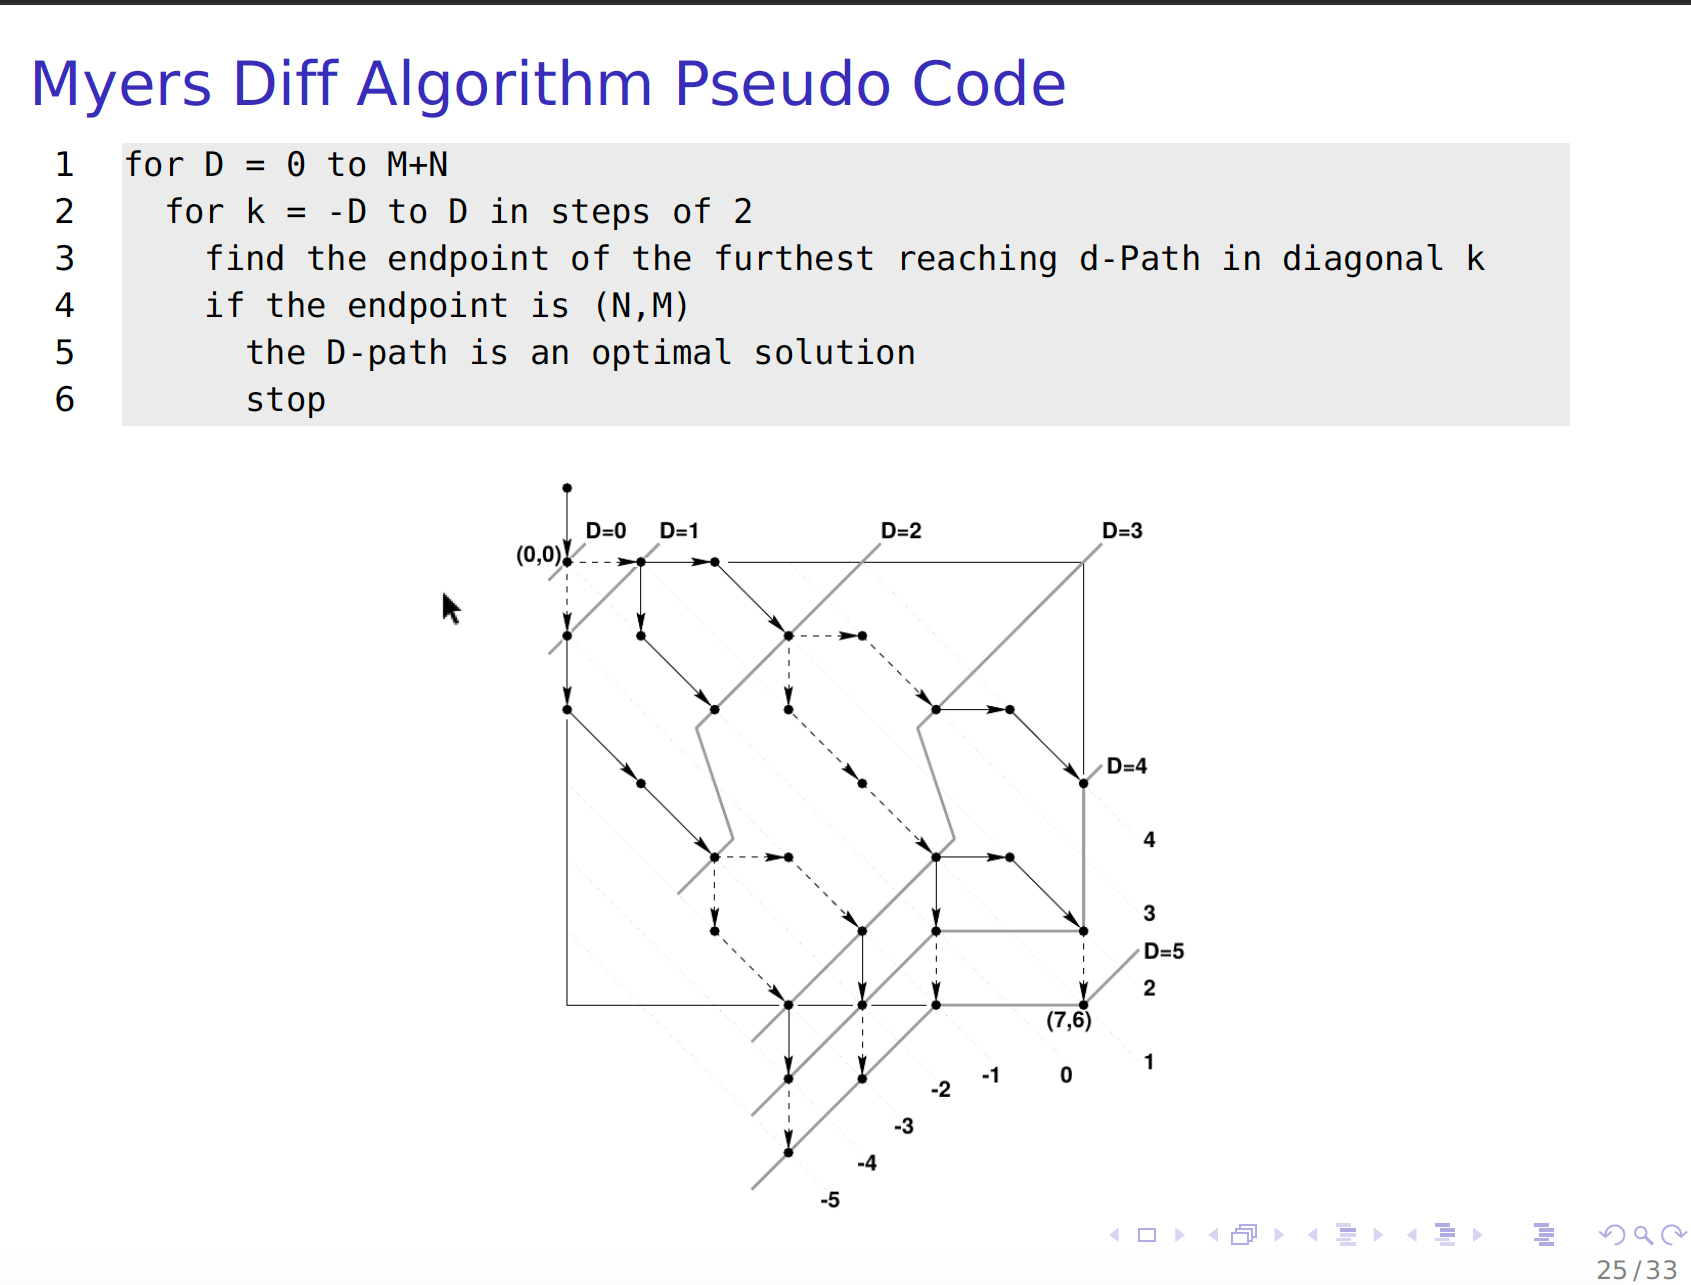 Myers Diff Algorithm Pseudo Code
1 for D = 0 to M+N
2 for k = -D to D in steps of 2
3 find the endpoint of the furthest reaching d-Path in diagonal k
4 if the endpoint is (N,M)
5 the D-path is an optimal solution
6 stop
D=0 D=1 D=2 D=3
(0,0)
D=4
4
3
D=5
2
(7,6)
1
-1 0
-2
-3
-4
-5
25/33